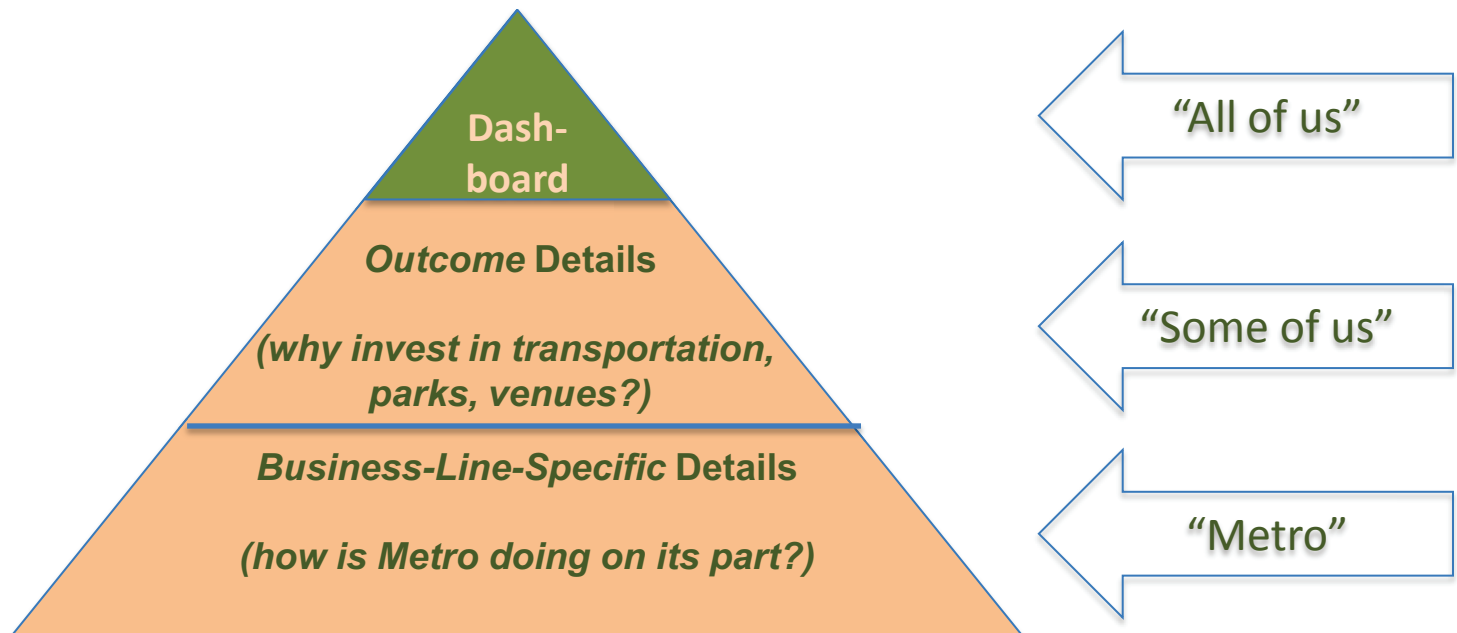 Dash-
board
“All of us”
Outcome Details
(why invest in transportation,
parks, venues?)
“Some of us”
Business-Line-Specific Details
(how is Metro doing on its part?)
“Metro”